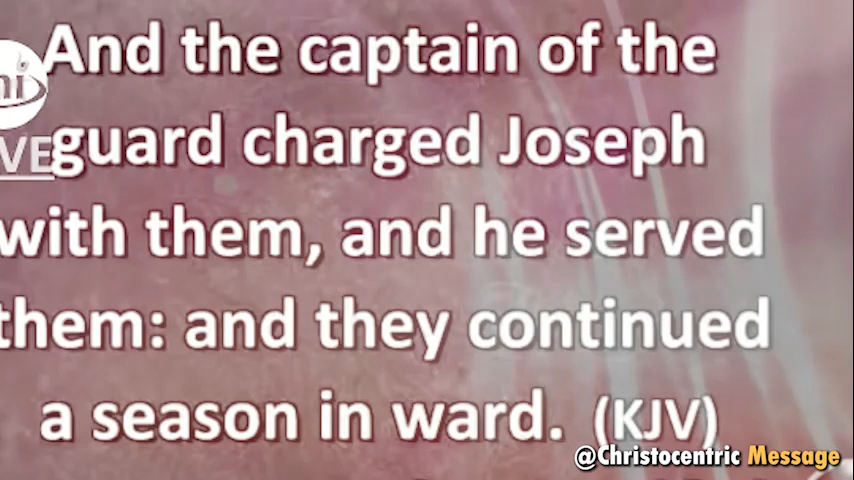 And the captain of the
guard charged Joseph
with them, and he served
them: and they continued
a season in ward. (KJV)
@Christocentric Message